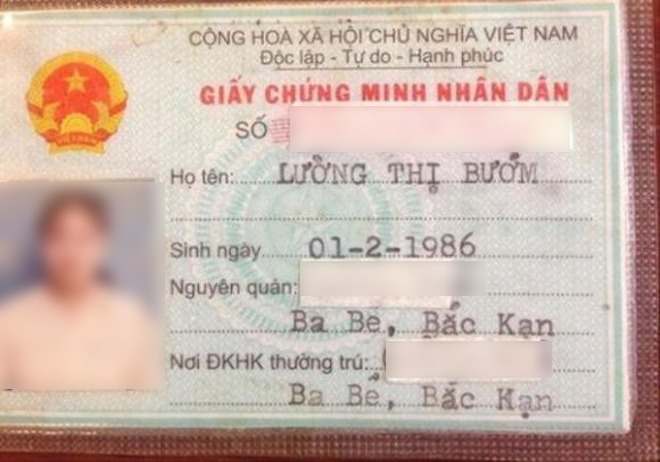 CỘNG HOÀ XÃ HỘI CHỦ NGHĨA VIỆT NAM
Độc lập - Tự do - Hạnh phúc
GIẤY CHỨNG MINH NHÂN DÂN
SỐ
Họ tên: LƯỜNG THỊ BƯỚM
Sinh ngày 01-2-1986
Nguyên quán:
Ba Bể, Bắc Kạn
Nơi ĐKHK thường trú:
Ba Bể, Bắc Kạn